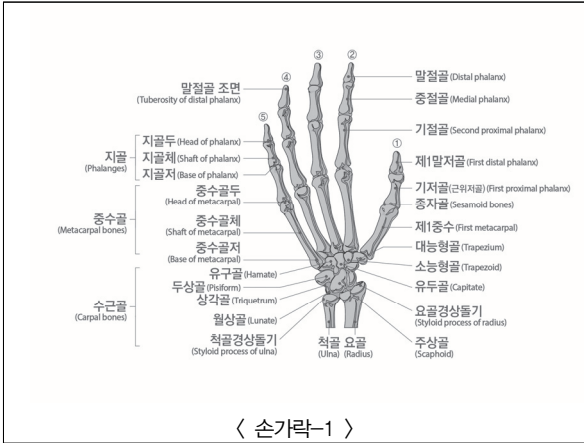 ③
②
④
⑤
①
말절골 조면
(Tuberosity of distal phalanx)
지골
(Phalanges)
지골두 (Head of phalanx)
지골체 (Shaft of phalanx)
지골저 (Base of phalanx)
중수골
(Metacarpal bones)
중수골두
(Head of metacarpal)
중수골체
(Shaft of metacarpal)
중수골저
(Base of metacarpal)
수근골
(Carpal bones)
유구골 (Hamate)
두상골 (Pisiform)
상각골 (Triquetrum)
월상골 (Lunate)
척골경상돌기
(Styloid process of ulna)
척골
(Ulna)
요골
(Radius)
말절골 (Distal phalanx)
중절골 (Medial phalanx)
기절골 (Second proximal phalanx)
제1말저골 (First distal phalanx)
기저골(근위저골) (First proximal phalanx)
종자골 (Sesamoid bones)
제1중수 (First metacarpal)
대능형골 (Trapezium)
소능형골 (Trapezoid)
유두골 (Capitate)
요골경상돌기
(Styloid process of radius)
주상골
(Scaphoid)
〈 손가락-1 〉